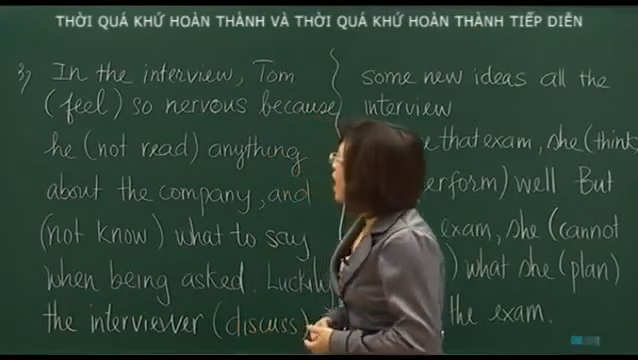 THỜI QUÁ KHỨ HOÀN THÀNH VÀ THỜI QUÁ KHỨ HOÀN THÀNH TIẾP DIỄN
3) In the interview, Tom
(feel) so nervous because
he (not read) anything
about the company, and
(not know) what to say
when being asked.
the interviewer (discuss)
some new ideas all the
interview
that exam, she (think)
well But
exam, she (cannot
) what she (plan)
the exam.